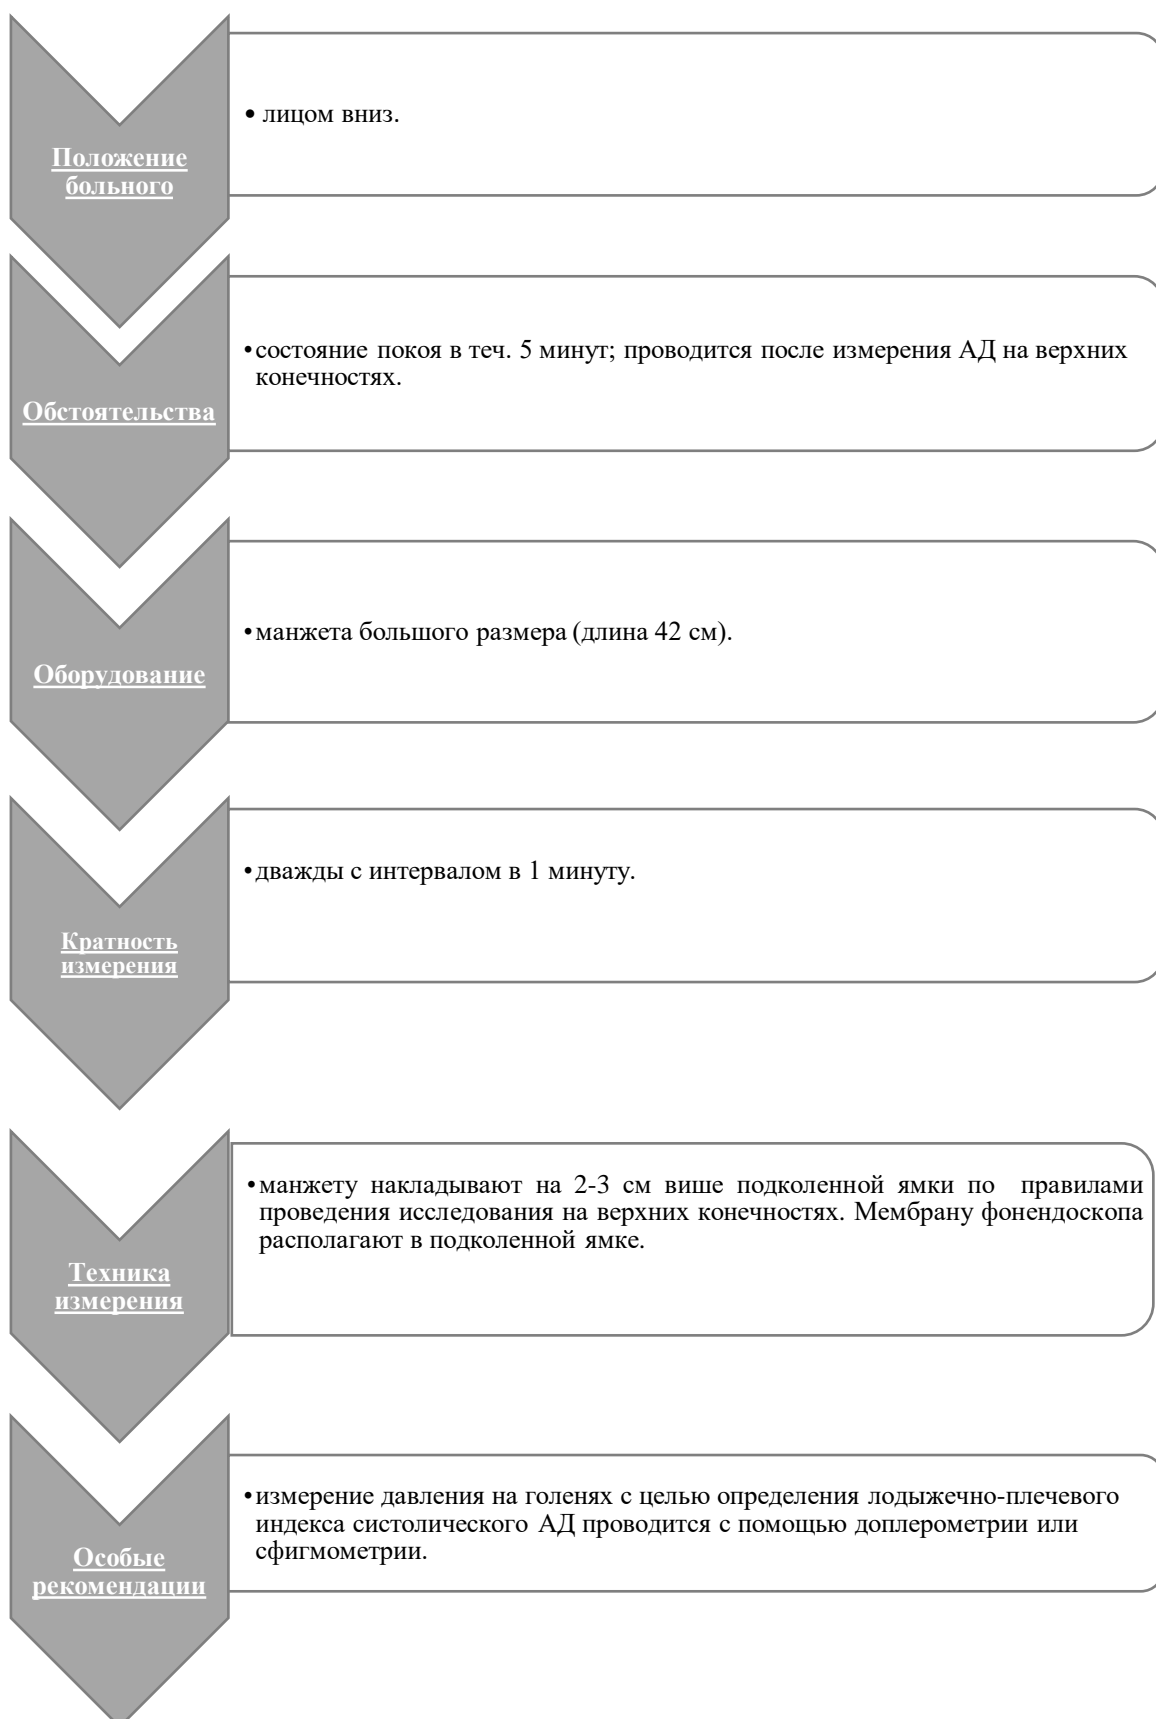 Положение
больного
• лицом вниз.
Обстоятельства
•состояние покоя в теч. 5 минут; проводится после измерения АД на верхних
конечностях.
Оборудование
•манжета большого размера (длина 42 см).
Кратность
измерения
•дважды с интервалом в 1 минуту.
Техника
измерения
•манжету накладывают на 2-3 см више подколенной ямки по правилами
проведения исследования на верхних конечностях. Мембрану фонендоскопа
располагают в подколенной ямке.
Особые
рекомендации
•измерение давления на голенях с целью определения лодыжечно-плечевого
индекса систолического АД проводится с помощью доплерометрии или
сфигмометрии.